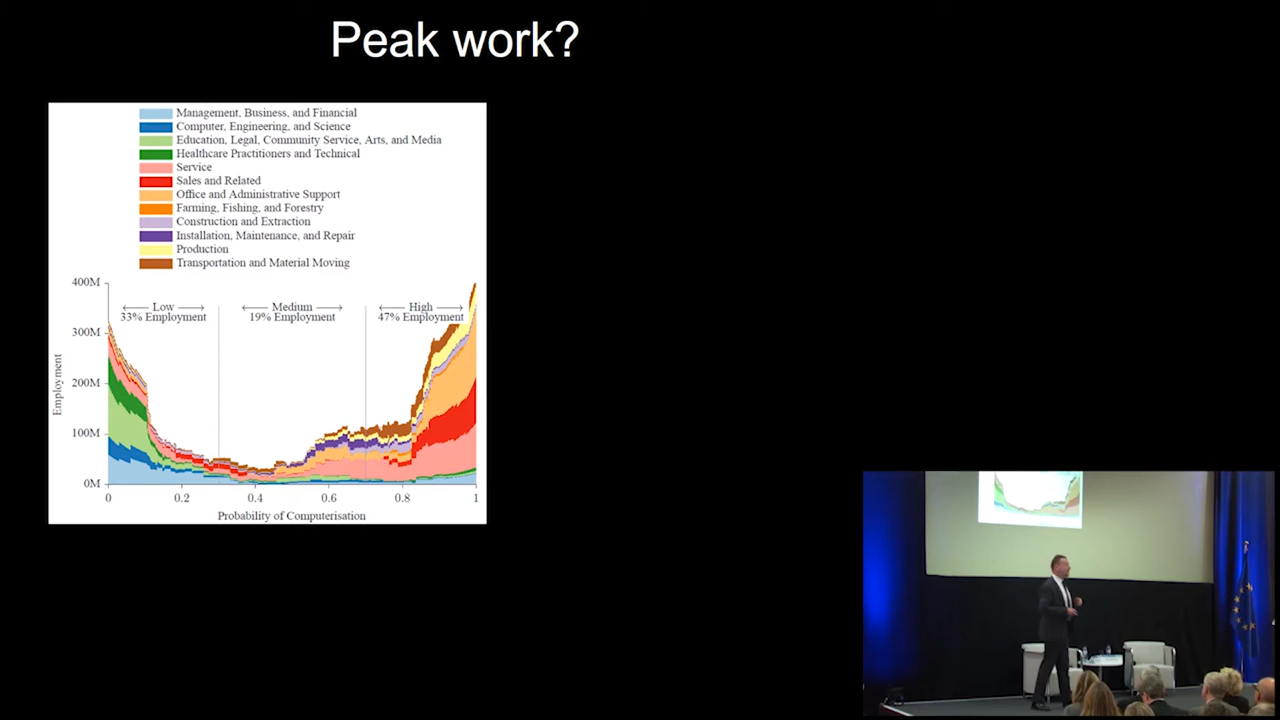 Peak work?
Management, Business, and Financial
Computer, Engineering, and Science
Education, Legal, Community Service, Arts, and Media
Healthcare Practitioners and Technical
Service
Sales and Related
Office and Administrative Support
Farming, Fishing, and Forestry
Construction and Extraction
Installation, Maintenance, and Repair
Production
Transportation and Material Moving
400M
300M
200M
100M
0M
Employment
Low
33% Employment
Medium
19% Employment
High
47% Employment
0 0.2 0.4 0.6 0.8 1
Probability of Computerisation